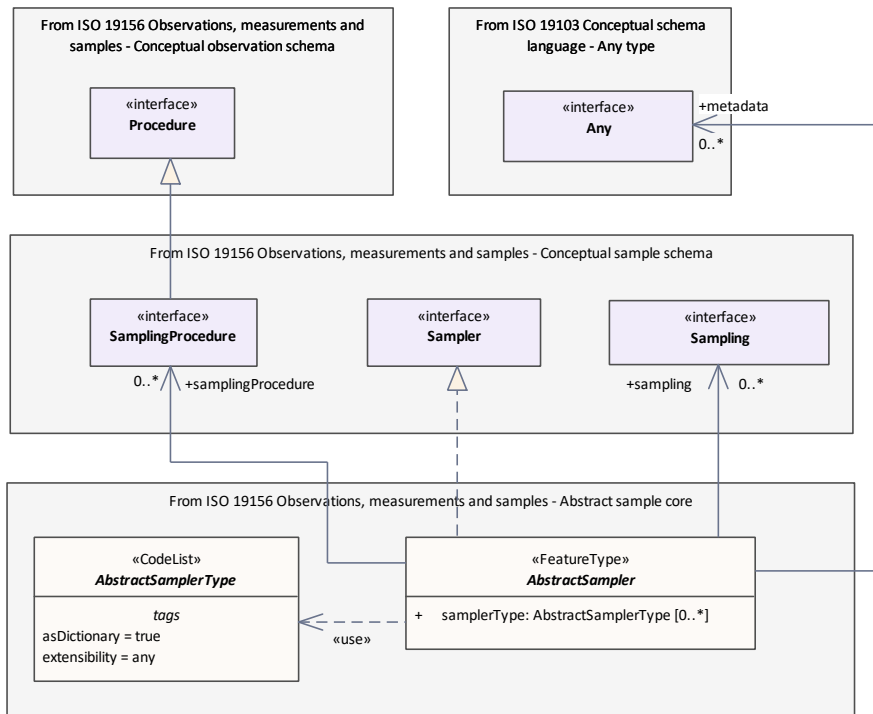 From ISO 19156 Observations, measurements and
samples - Conceptual observation schema
«interface»
Procedure
From ISO 19103 Conceptual schema
language - Any type
«interface»
Any
+metadata
0..*
From ISO 19156 Observations, measurements and samples - Conceptual sample schema
«interface»
SamplingProcedure
0..*
+samplingProcedure
«interface»
Sampler
«interface»
Sampling
+sampling
0..*
From ISO 19156 Observations, measurements and samples - Abstract sample core
«CodeList»
AbstractSamplerType
tags
asDictionary = true
extensibility = any
«use»
«FeatureType»
AbstractSampler
+ samplerType: AbstractSamplerType [0..*]